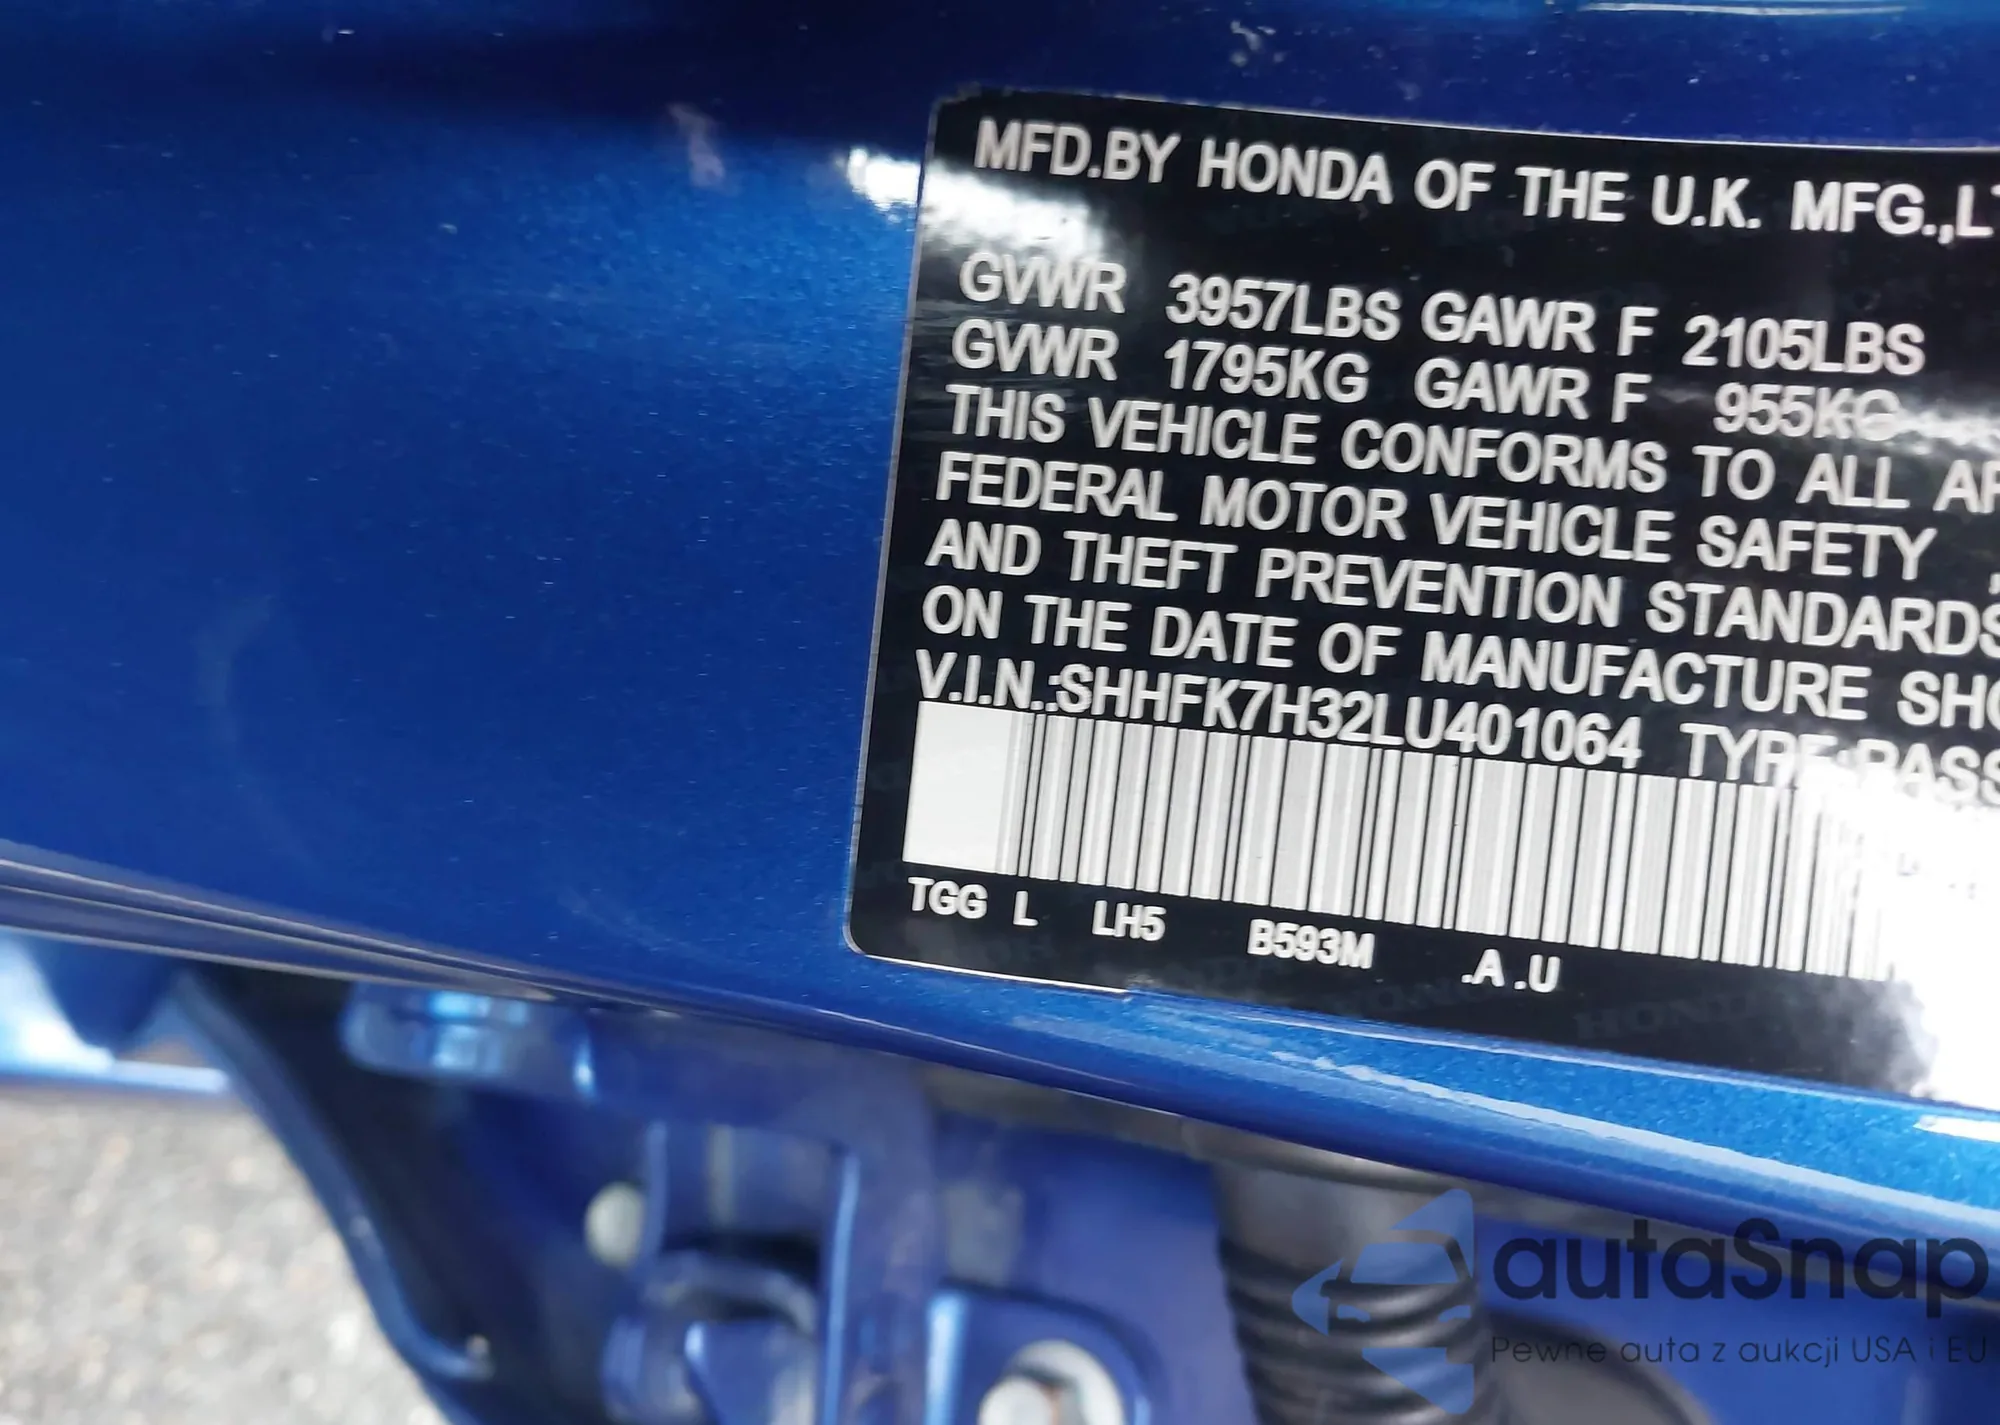 MFD.BY HONDA OF THE U.K. MFG.,LT
GVWR 3957LBS GAWR F 2105LBS
GVWR 1795KG GAWR F 955KG
THIS VEHICLE CONFORMS TO ALL AP
FEDERAL MOTOR VEHICLE SAFETY ,
AND THEFT PREVENTION STANDARDS
ON THE DATE OF MANUFACTURE SHO
V.I.N.:SHHFK7H32LU401064 TYPE:PASS
TGG L LH5 B593M .A .U
autaSnap
Pewne auta z aukcji USA i EU